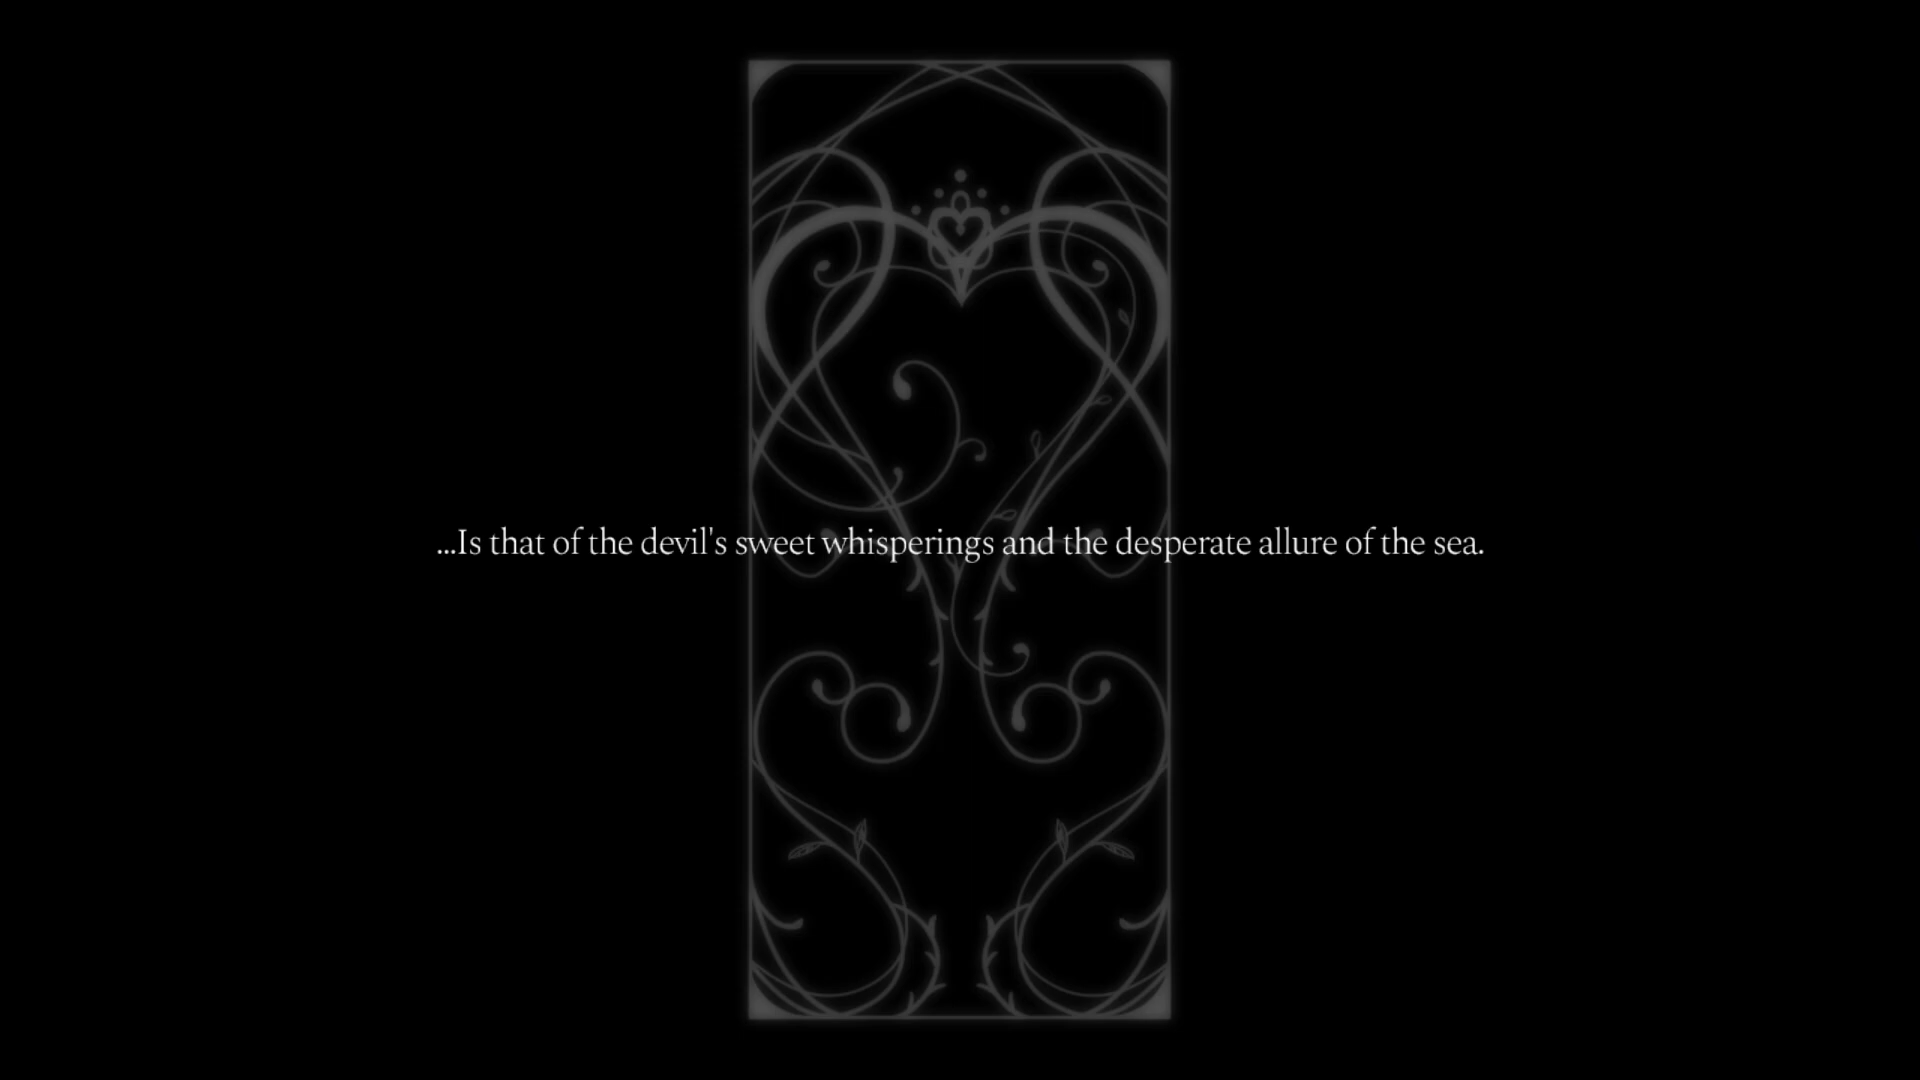 ...Is that of the devil's sweet whisperings and the desperate allure of the sea.